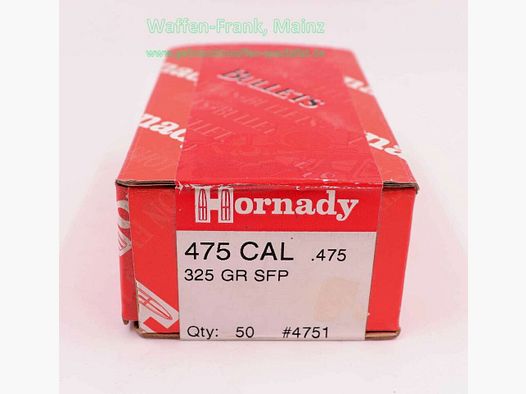 Waffen-Frank, Mainz
BULLETS
Hornady
475 CAL .475
325 GR SFP
Qty: 50 #4751